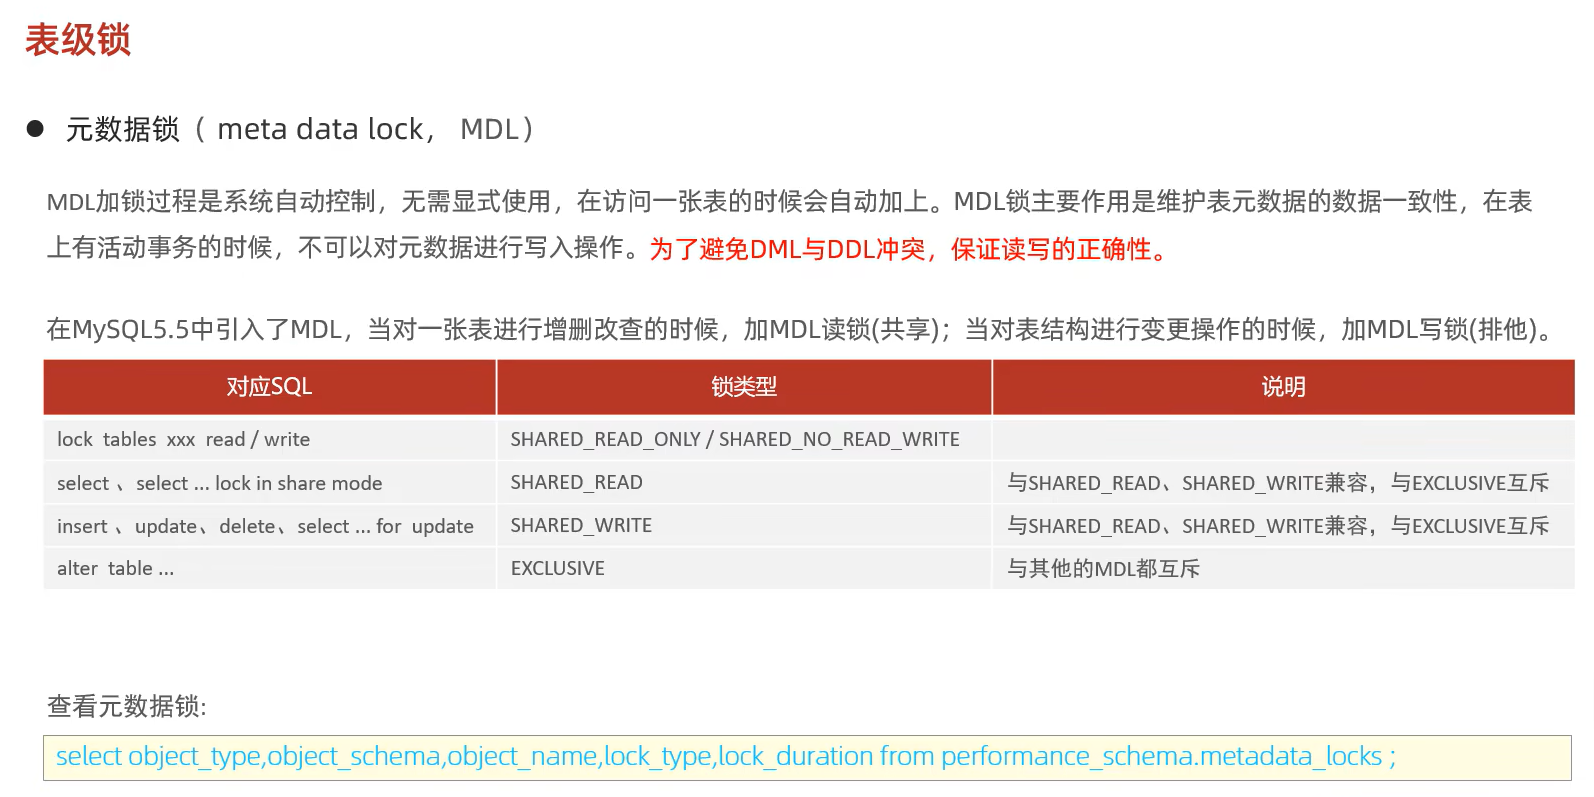 表级锁
● 元数据锁（ meta data lock， MDL）
MDL加锁过程是系统自动控制，无需显式使用，在访问一张表的时候会自动加上。MDL锁主要作用是维护表元数据的数据一致性，在表
上有活动事务的时候，不可以对元数据进行写入操作。为了避免DML与DDL冲突，保证读写的正确性。
在MySQL5.5中引入了MDL，当对一张表进行增删改查的时候，加MDL读锁(共享)；当对表结构进行变更操作的时候，加MDL写锁(排他)。
对应SQL 锁类型 说明
lock tables xxx read / write SHARED_READ_ONLY / SHARED_NO_READ_WRITE
select 、select ... lock in share mode SHARED_READ 与SHARED_READ、SHARED_WRITE兼容，与EXCLUSIVE互斥
insert 、update、delete、select ... for update SHARED_WRITE 与SHARED_READ、SHARED_WRITE兼容，与EXCLUSIVE互斥
alter table ... EXCLUSIVE 与其他的MDL都互斥
查看元数据锁:
select object_type,object_schema,object_name,lock_type,lock_duration from performance_schema.metadata_locks ;